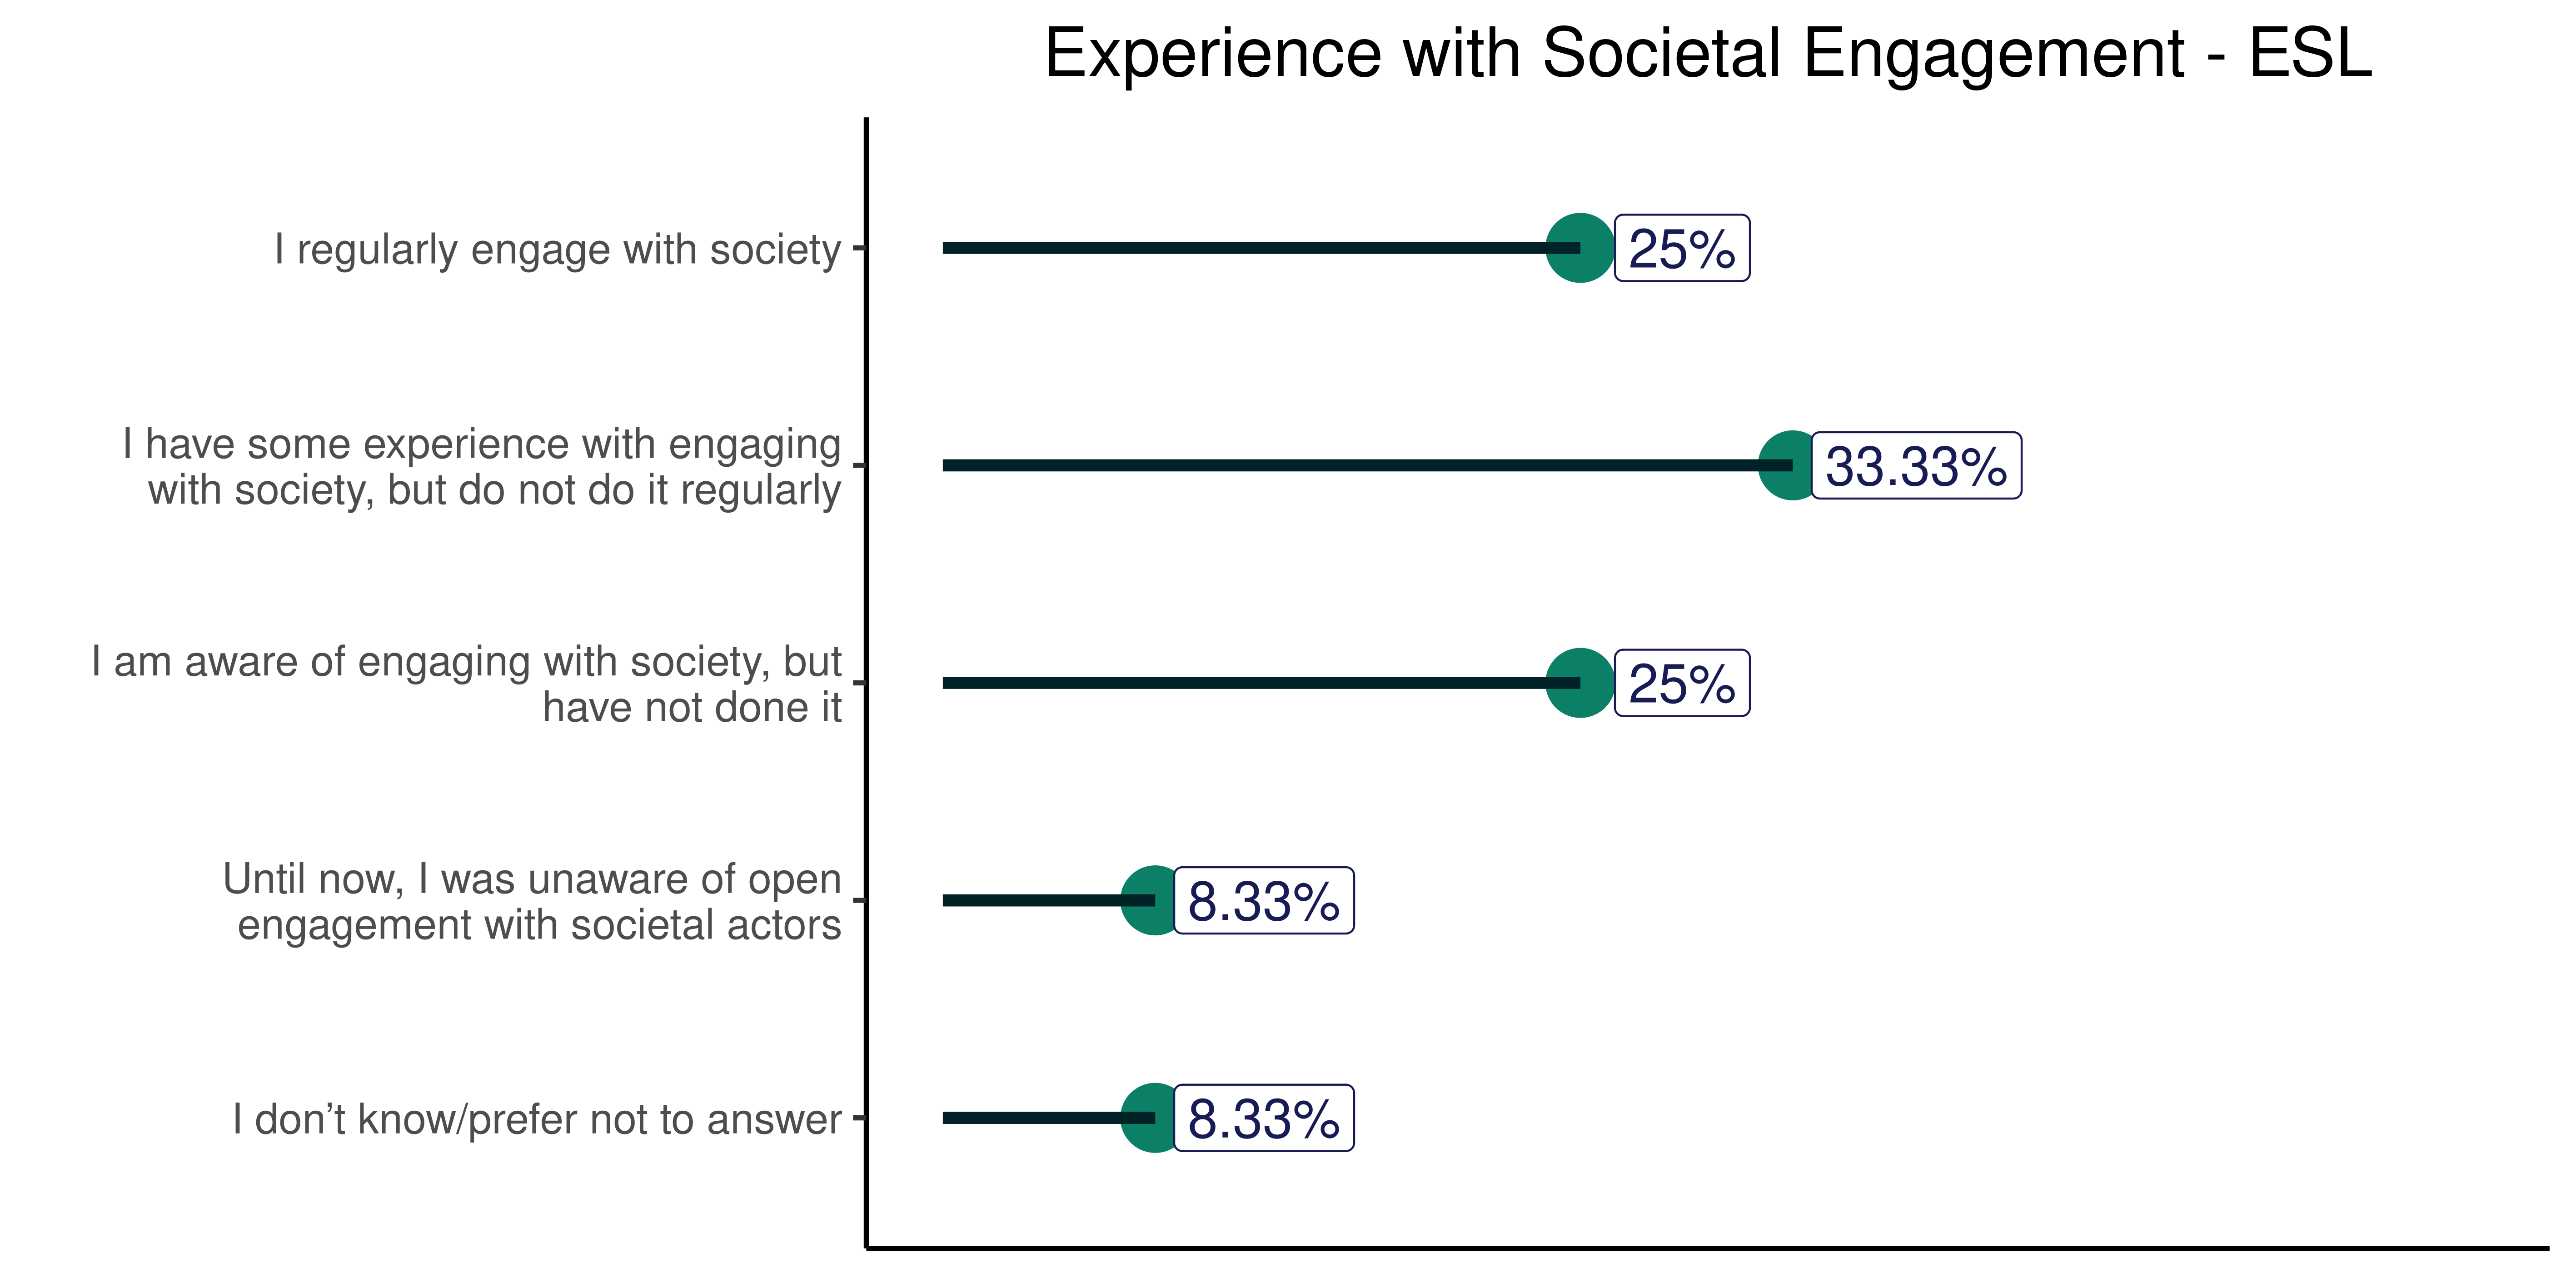 Experience with Societal Engagement - ESL
I regularly engage with society
25%
I have some experience with engaging
with society, but do not do it regularly
33.33%
I am aware of engaging with society, but
have not done it
25%
Until now, I was unaware of open
engagement with societal actors
8.33%
I don’t know/prefer not to answer
8.33%